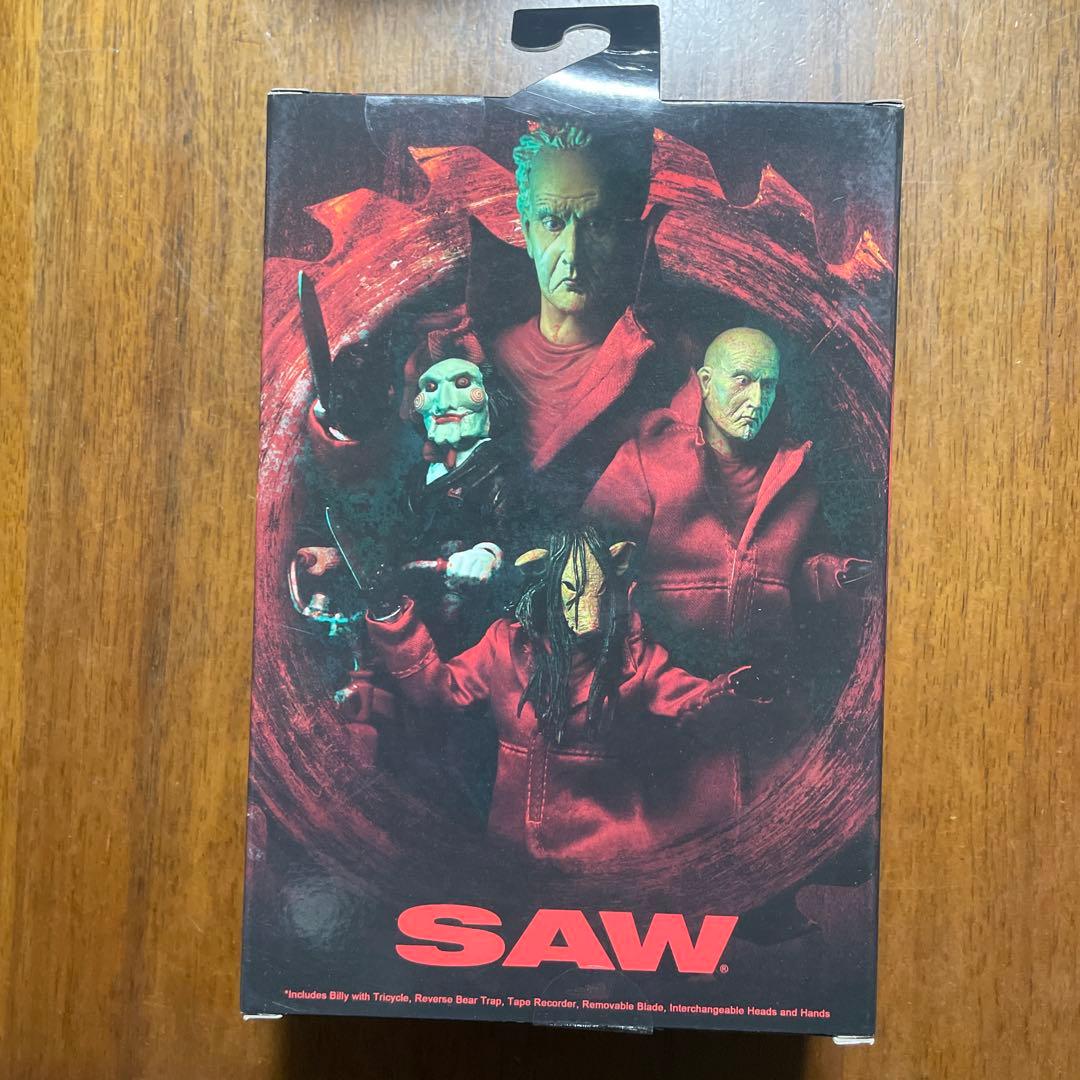 SAW®
*Includes Billy with Tricycle, Reverse Bear Trap, Tape Recorder, Removable Blade, Interchangeable Heads and Hands